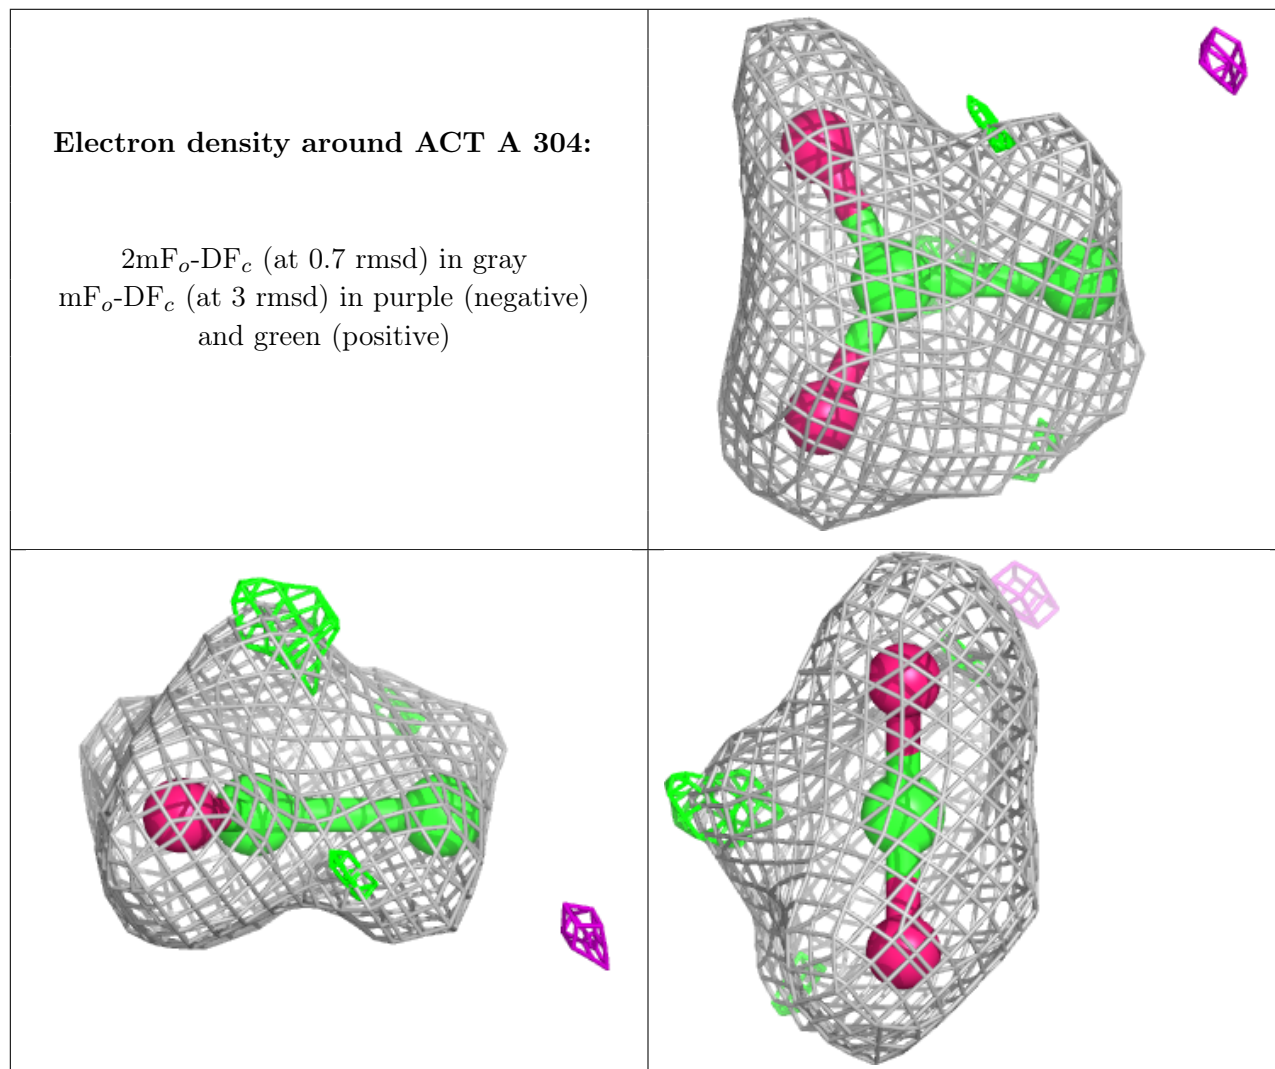 Electron density around ACT A 304:
2mFo-DFc (at 0.7 rmsd) in gray
mFo-DFc (at 3 rmsd) in purple (negative)
and green (positive)